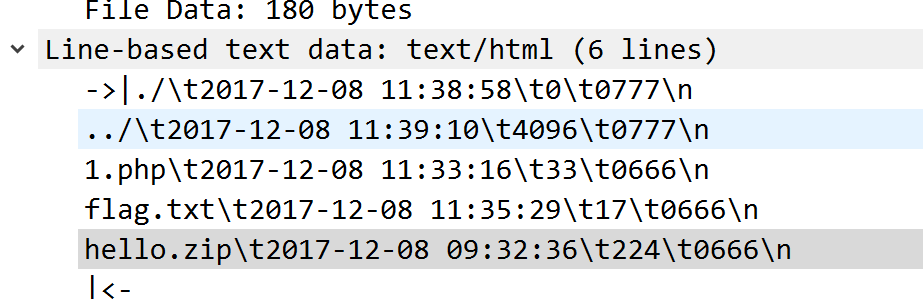 File Data: 180 bytes
Line-based text data: text/html (6 lines)
->|./\t2017-12-08 11:38:58\t0\t0777\n
../\t2017-12-08 11:39:10\t4096\t0777\n
1.php\t2017-12-08 11:33:16\t33\t0666\n
flag.txt\t2017-12-08 11:35:29\t17\t0666\n
hello.zip\t2017-12-08 09:32:36\t224\t0666\n
|<-